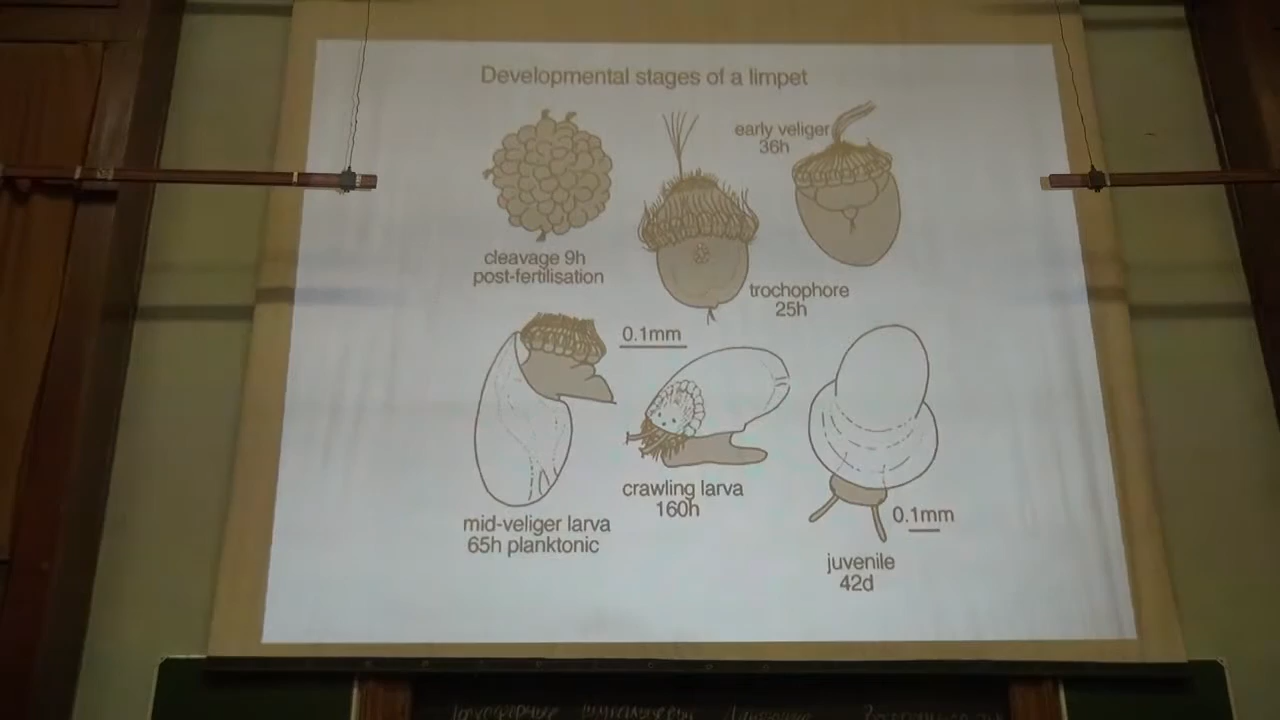 Developmental stages of a limpet
early veliger
36h
cleavage 9h
post-fertilisation
trochophore
25h
0.1mm
crawling larva
160h
mid-veliger larva
65h planktonic
0.1mm
juvenile
42d